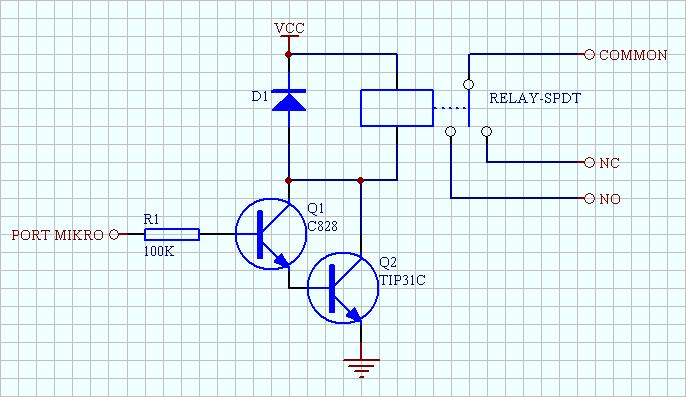 VCC
COMMON
D1
RELAY-SPDT
NC
NO
Q1
C828
R1
PORT MIKRO
100K
Q2
TIP31C